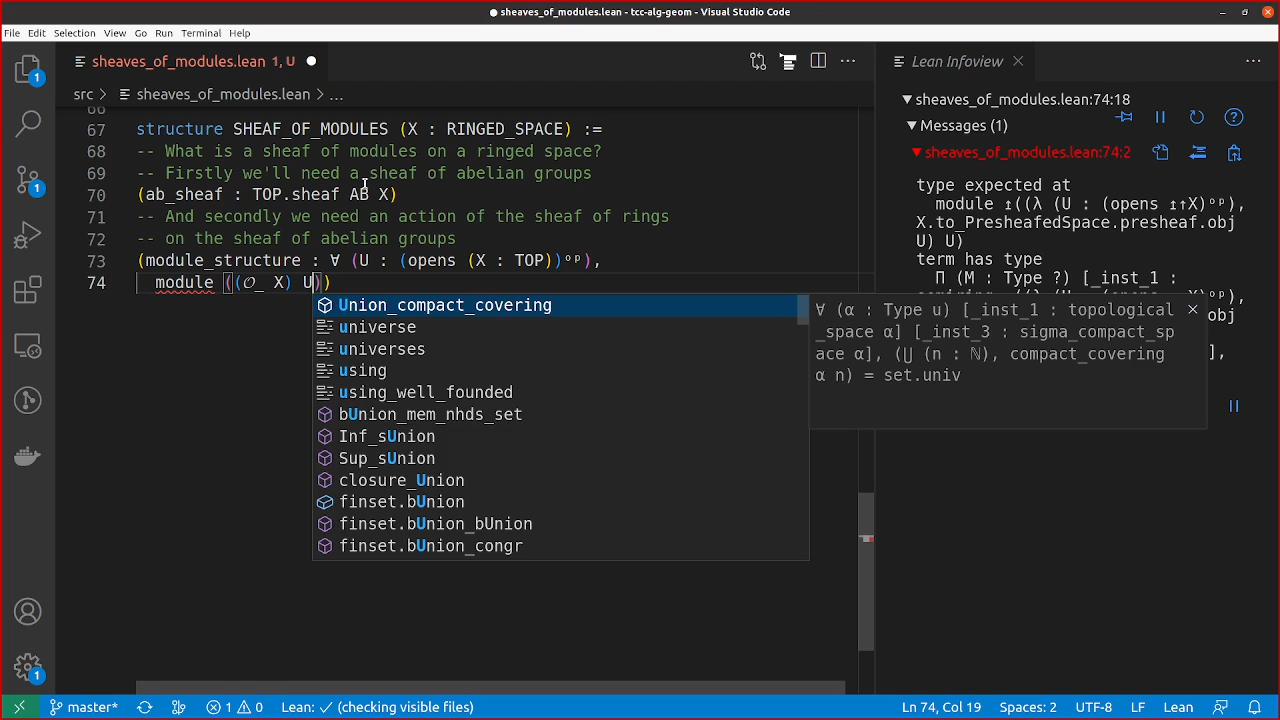 ● sheaves_of_modules.lean - tcc-alg-geom - Visual Studio Code
File Edit Selection View Go Run Terminal Help
sheaves_of_modules.lean 1, U ●
Lean Infoview
src > sheaves_of_modules.lean > ...
67 structure SHEAF_OF_MODULES (X : RINGED_SPACE) :=
68 -- What is a sheaf of modules on a ringed space?
69 -- Firstly we'll need a sheaf of abelian groups
70 (ab_sheaf : TOP.sheaf AB X)
71 -- And secondly we need an action of the sheaf of rings
72 -- on the sheaf of abelian groups
73 (module_structure : ∀ (U : (opens (X : TOP))ᵒᵖ),
74 module ((𝒪_ X) U))
Union_compact_covering
universe
universes
using
using_well_founded
bUnion_mem_nhds_set
Inf_sUnion
Sup_sUnion
closure_Union
finset.bUnion
finset.bUnion_bUnion
finset.bUnion_congr
∀ (α : Type u) [_inst_1 : topological
_space α] [_inst_3 : sigma_compact_sp
ace α], (⋃ (n : ℕ), compact_covering
α n) = set.univ
sheaves_of_modules.lean:74:18
Messages (1)
sheaves_of_modules.lean:74:2
type expected at
module ↥((λ (U : (opens ↥↑X)ᵒᵖ),
X.to_PresheafedSpace.presheaf.obj
U) U)
term has type
Π (M : Type ?) [_inst_1 :
master* 1 0 Lean: ✓ (checking visible files) Ln 74, Col 19 Spaces: 2 UTF-8 LF Lean